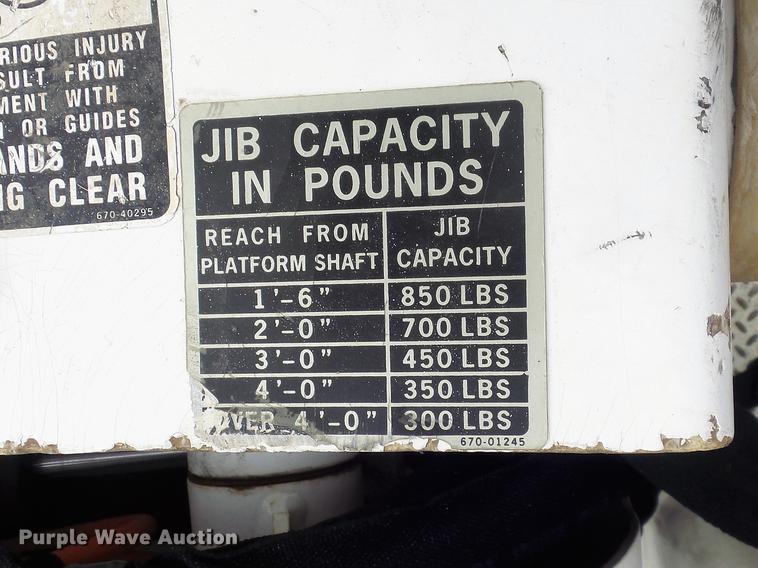 RIOUS INJURY
SULT FROM
MENT WITH
OR GUIDES
ANDS AND
G CLEAR
670-40295
JIB CAPACITY
IN POUNDS
REACH FROM
PLATFORM SHAFT
JIB
CAPACITY
1'-6" 850 LBS
2'-0" 700 LBS
3'-0" 450 LBS
4'-0" 350 LBS
OVER 4'-0" 300 LBS
670-01245
Purple Wave Auction